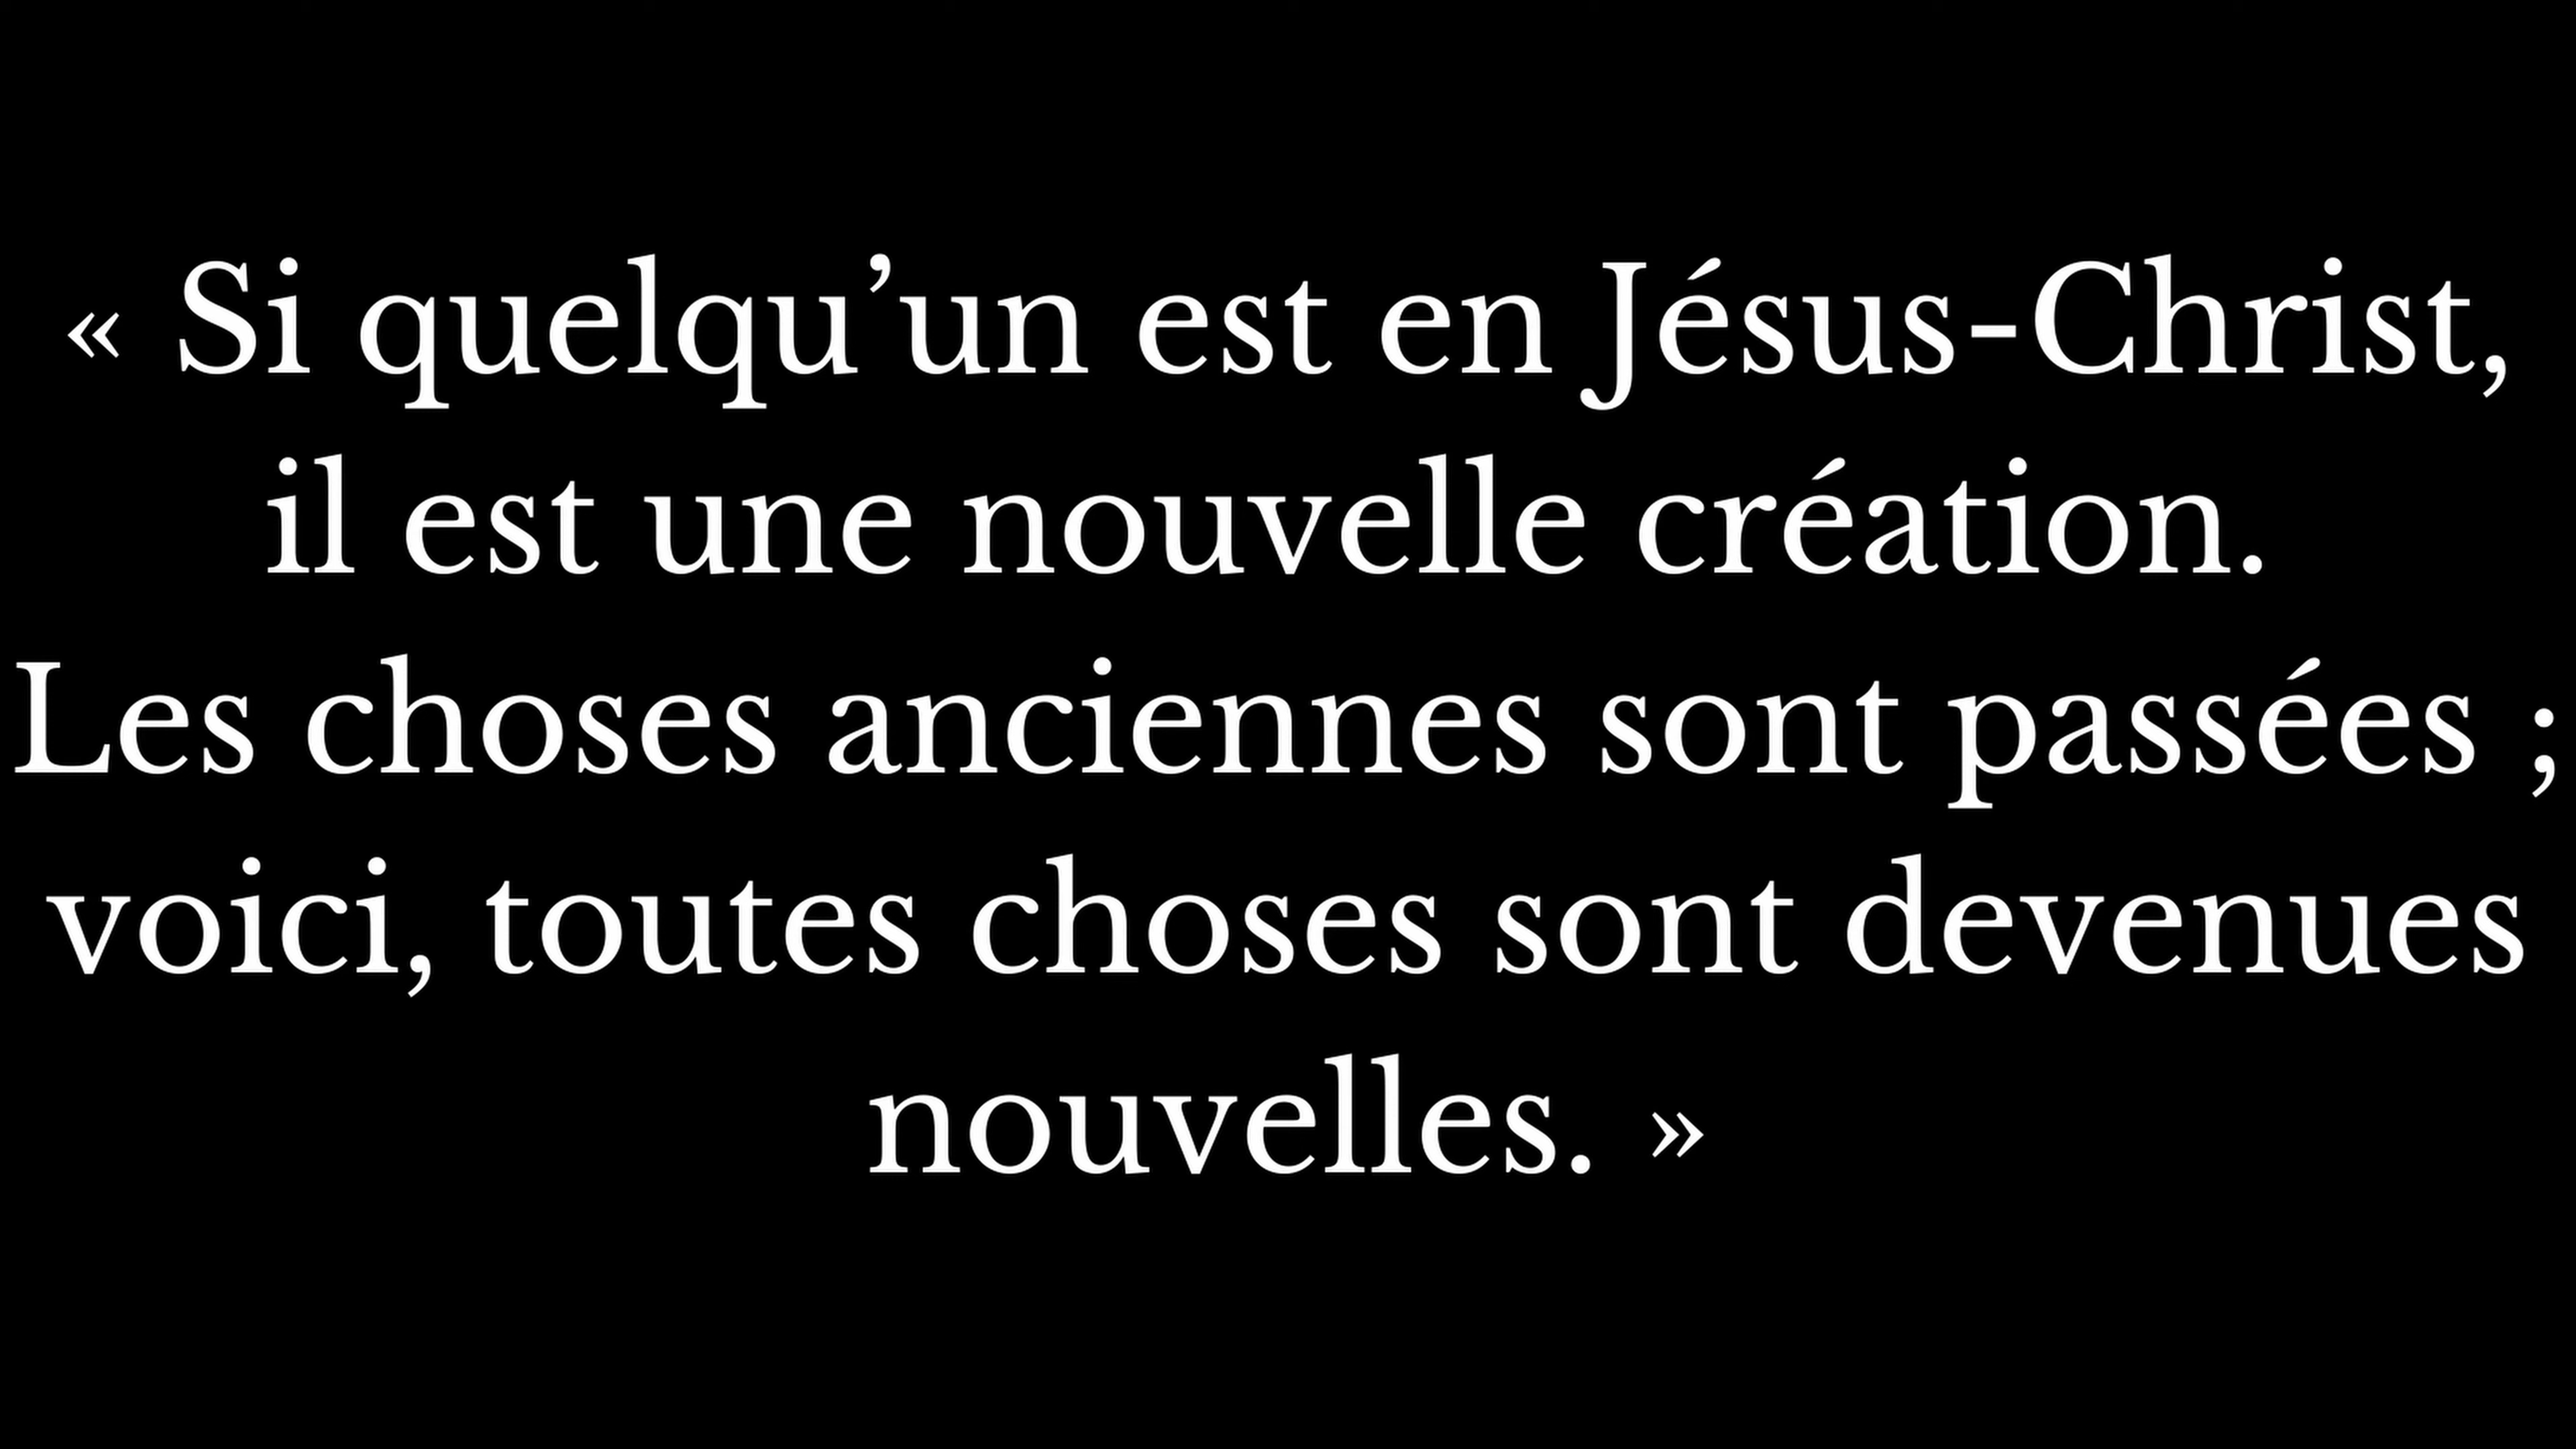 « Si quelqu’un est en Jésus-Christ,
il est une nouvelle création.
Les choses anciennes sont passées ;
voici, toutes choses sont devenues
nouvelles. »